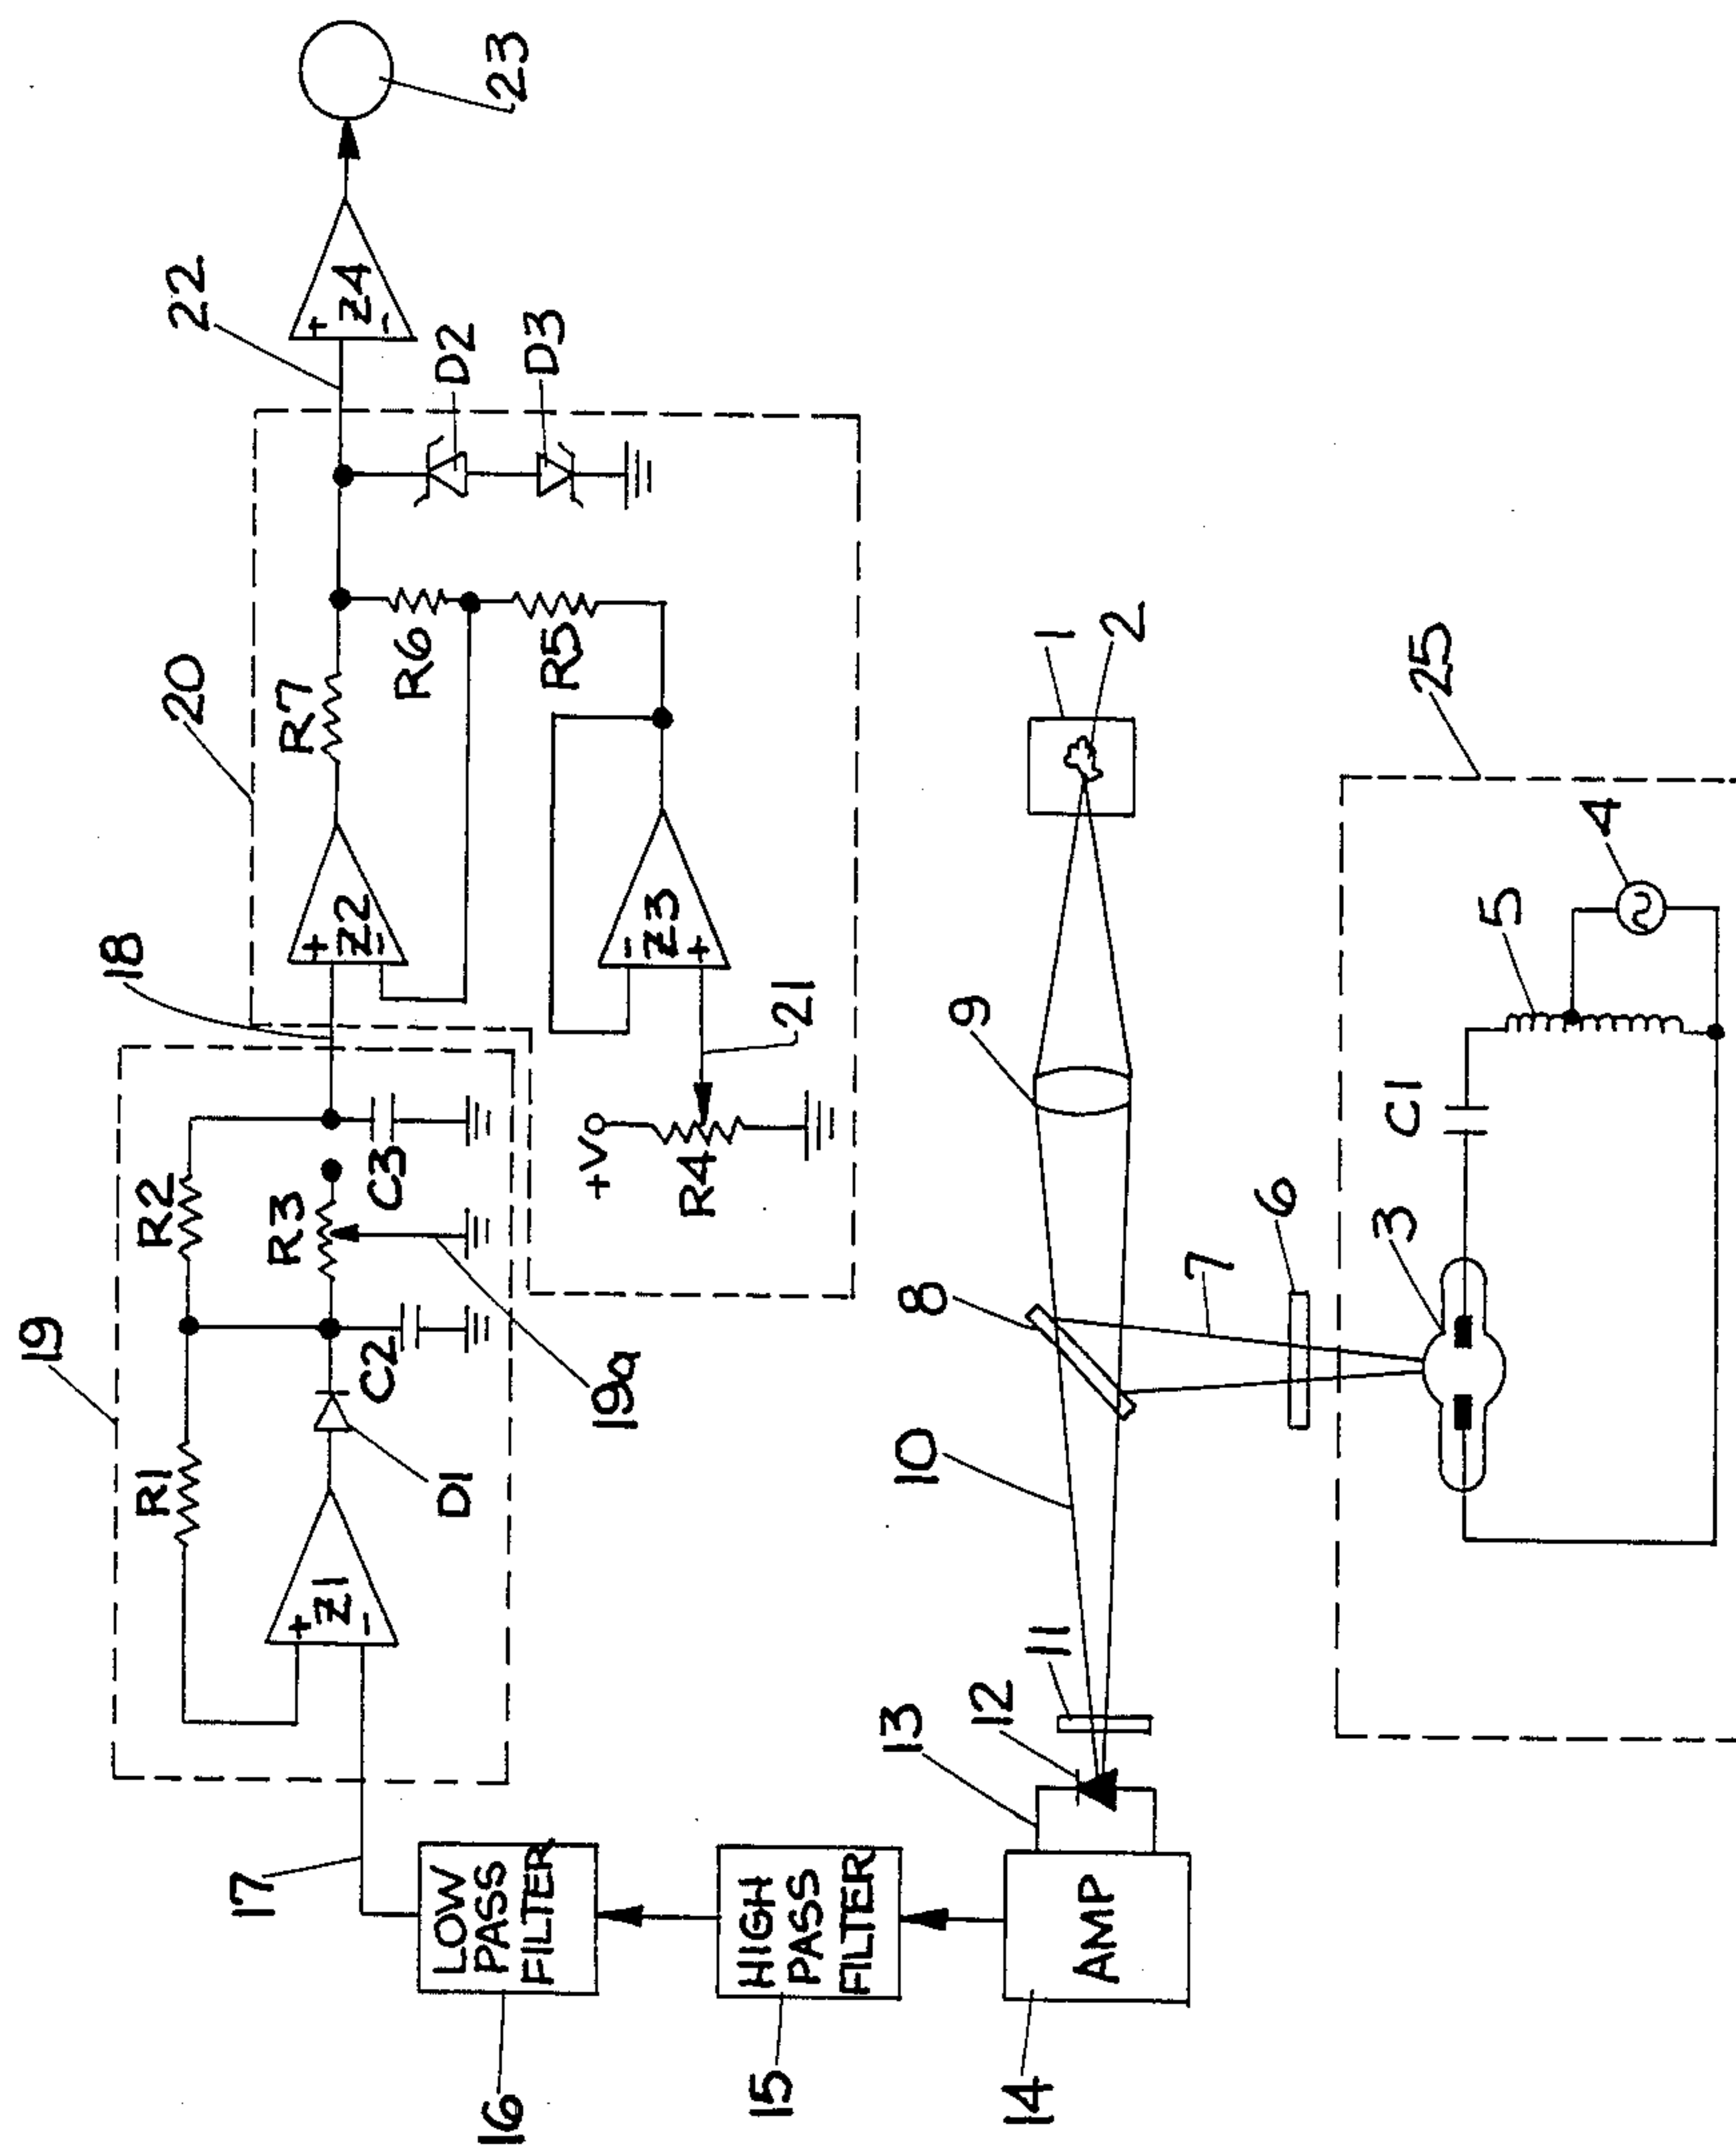 19
R1
R2
+
Z1
-
D1
C2
R3
19a
C3
18
20
+
Z2
-
R7
R6
R5
-
Z3
+
21
+V
R4
22
D2
D3
+
Z4
-
23
17
LOW
PASS
FILTER
16
HIGH
PASS
FILTER
15
AMP
14
13
12
11
10
8
9
1
2
7
6
3
C1
5
4
25